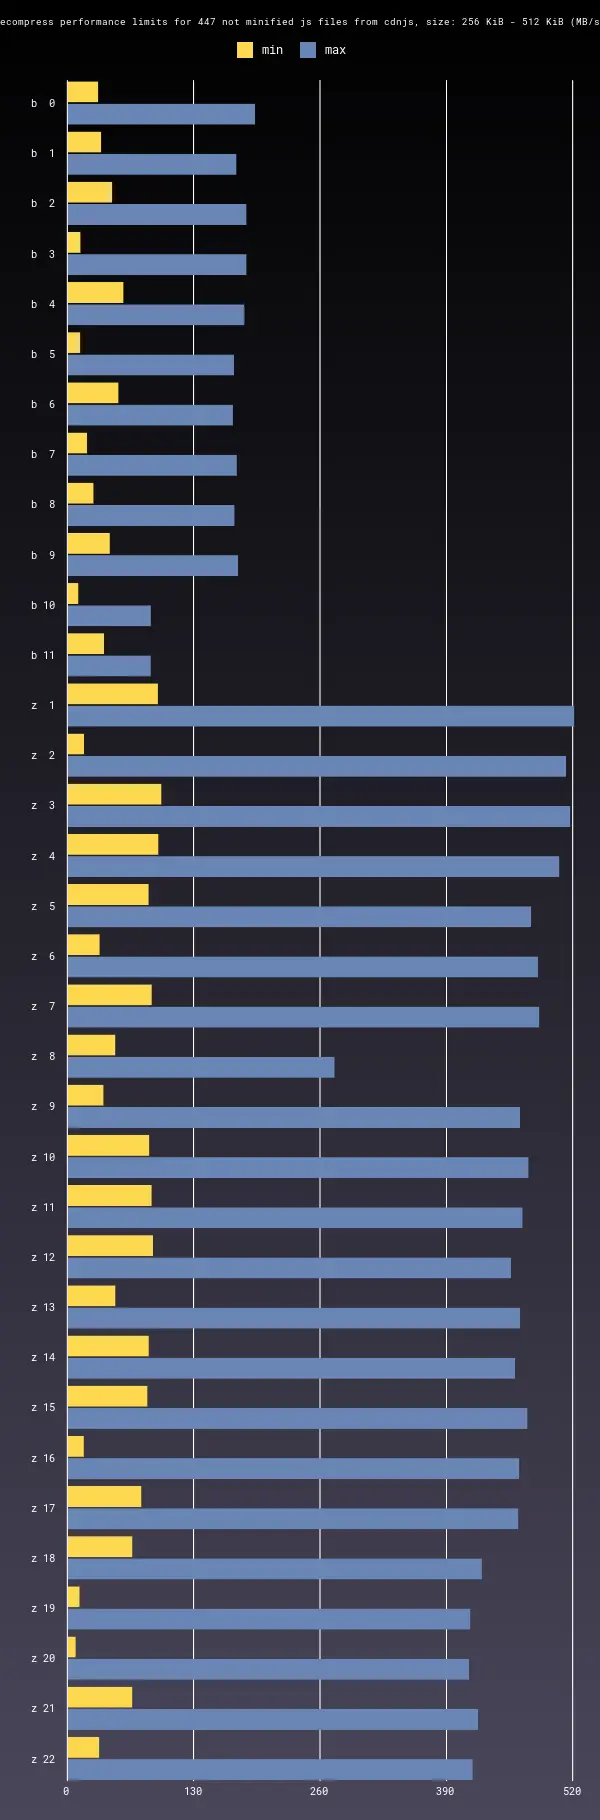 ecompress performance limits for 447 not minified js files from cdnjs, size: 256 KiB - 512 KiB (MB/s
min max
b 0
b 1
b 2
b 3
b 4
b 5
b 6
b 7
b 8
b 9
b 10
b 11
z 1
z 2
z 3
z 4
z 5
z 6
z 7
z 8
z 9
z 10
z 11
z 12
z 13
z 14
z 15
z 16
z 17
z 18
z 19
z 20
z 21
z 22
0 130 260 390 520